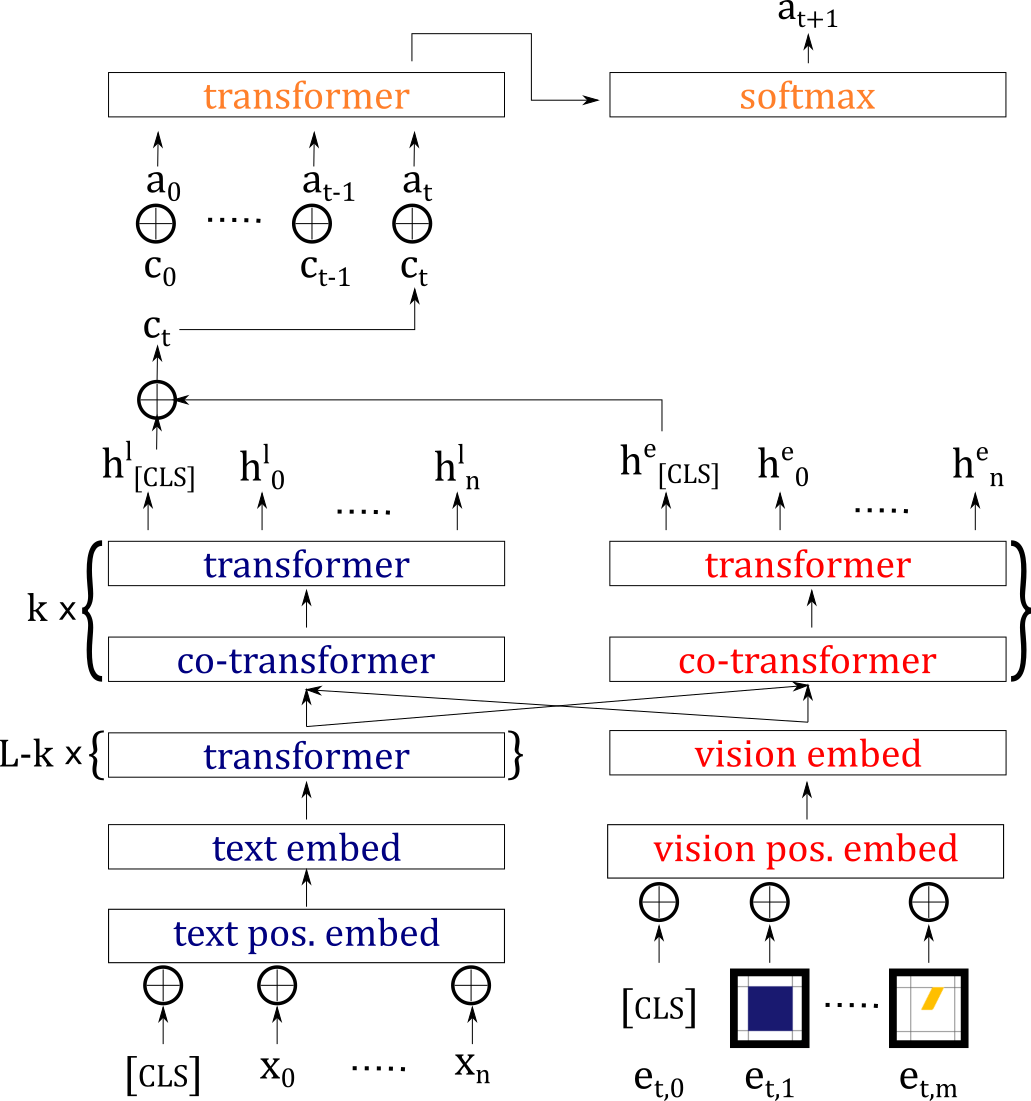 a_{t+1}
transformer softmax
a_0 ..... a_{t-1} a_t
c_0 c_{t-1} c_t
c_t
h^l_{[CLS]} h^l_0 ..... h^l_n h^e_{[CLS]} h^e_0 ..... h^e_n
transformer transformer
k x
co-transformer co-transformer
L-k x { transformer } vision embed
text embed vision pos. embed
text pos. embed
[CLS] .....
[CLS] x_0 ..... x_n
e_{t,0} e_{t,1} e_{t,m}